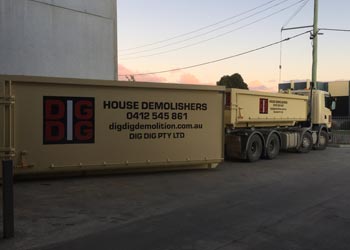 DIG
DIG
HOUSE DEMOLISHERS
0412 545 861
digdigdemolition.com.au
DIG DIG PTY LTD